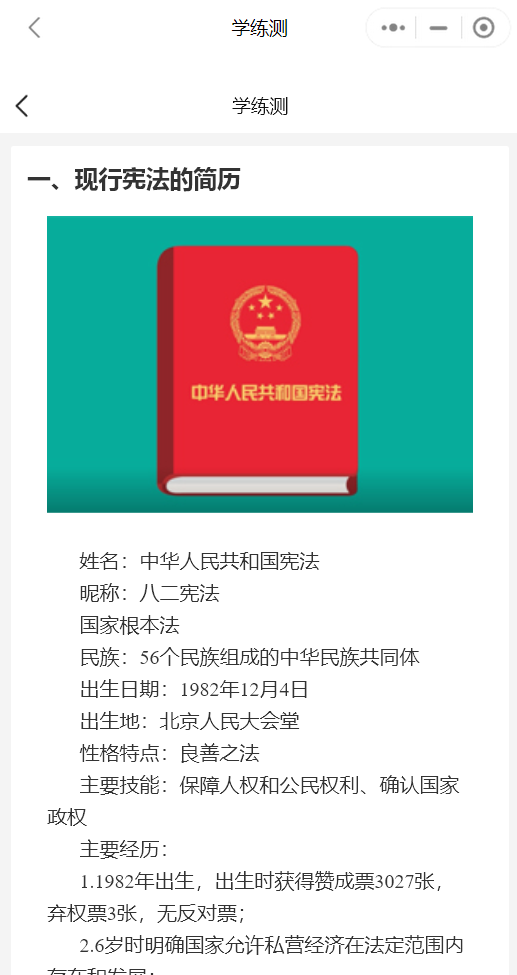 学练测
学练测
一、现行宪法的简历
中华人民共和国宪法
姓名：中华人民共和国宪法
昵称：八二宪法
国家根本法
民族：56个民族组成的中华民族共同体
出生日期：1982年12月4日
出生地：北京人民大会堂
性格特点：良善之法
主要技能：保障人权和公民权利、确认国家
政权
主要经历：
1.1982年出生，出生时获得赞成票3027张，
弃权票3张，无反对票；
2.6岁时明确国家允许私营经济在法定范围内
存在和发展；